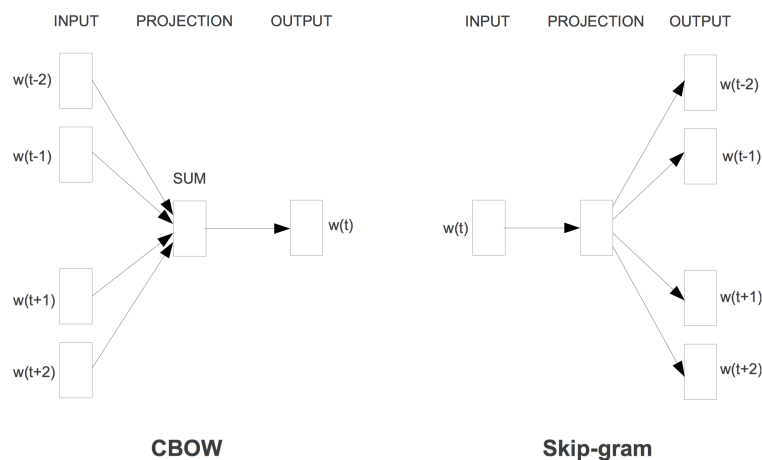 INPUT PROJECTION OUTPUT
w(t-2)
w(t-1)
SUM
w(t)
w(t+1)
w(t+2)
CBOW
INPUT PROJECTION OUTPUT
w(t-2)
w(t-1)
w(t)
w(t+1)
w(t+2)
Skip-gram